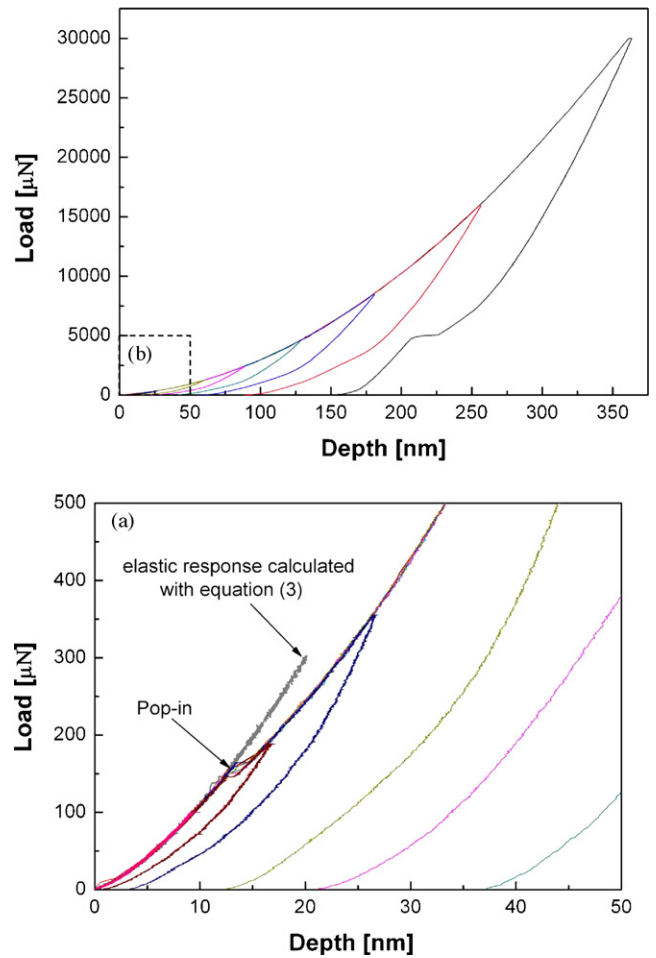 30000
25000
20000
15000
10000
5000
0
Load [μN]
(b)
0 50 100 150 200 250 300 350
Depth [nm]
500
400
300
200
100
0
Load [μN]
(a)
elastic response calculated
with equation (3)
Pop-in
0 10 20 30 40 50
Depth [nm]